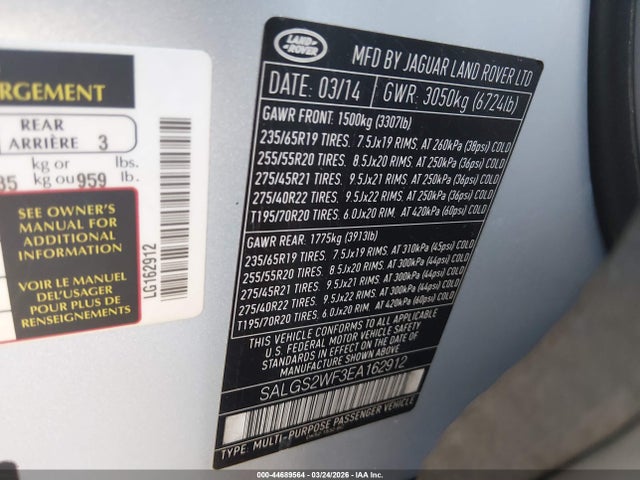 RGEMENT
REAR
ARRIÈRE 3
kg or lbs.
35 kg ou 959 lb.
SEE OWNER'S
MANUAL FOR
ADDITIONAL
INFORMATION
VOIR LE MANUEL
DE L'USAGER
POUR PLUS DE
RENSEIGNEMENTS
LG162912
LAND
ROVER
MFD BY JAGUAR LAND ROVER LTD
DATE: 03/14 GWR: 3050kg (6724lb)
GAWR FRONT: 1500kg (3307lb)
235/65R19 TIRES. 7.5Jx19 RIMS. AT 260kPa (38psi) COLD
255/55R20 TIRES. 8.5Jx20 RIMS. AT 250kPa (36psi) COLD
275/45R21 TIRES. 9.5Jx21 RIMS. AT 250kPa (36psi) COLD
275/40R22 TIRES. 9.5Jx22 RIMS. AT 250kPa (36psi) COLD
T195/70R20 TIRES. 6.0Jx20 RIM. AT 420kPa (60psi) COLD
GAWR REAR: 1775kg (3913lb)
235/65R19 TIRES. 7.5Jx19 RIMS. AT 310kPa (45psi) COLD
255/55R20 TIRES. 8.5Jx20 RIMS. AT 300kPa (44psi) COLD
275/45R21 TIRES. 9.5Jx21 RIMS. AT 300kPa (44psi) COLD
275/40R22 TIRES. 9.5Jx22 RIMS. AT 300kPa (44psi) COLD
T195/70R20 TIRES. 6.0Jx20 RIM. AT 420kPa (60psi) COLD
THIS VEHICLE CONFORMS TO ALL APPLICABLE
U.S. FEDERAL MOTOR VEHICLE SAFETY
STANDARDS IN EFFECT ON THE DATE OF
MANUFACTURE SHOWN ABOVE.
SALGS2WF3EA162912
TYPE: MULTI-PURPOSE PASSENGER VEHICLE
000-44689564 - 03/24/2026 - IAA Inc.